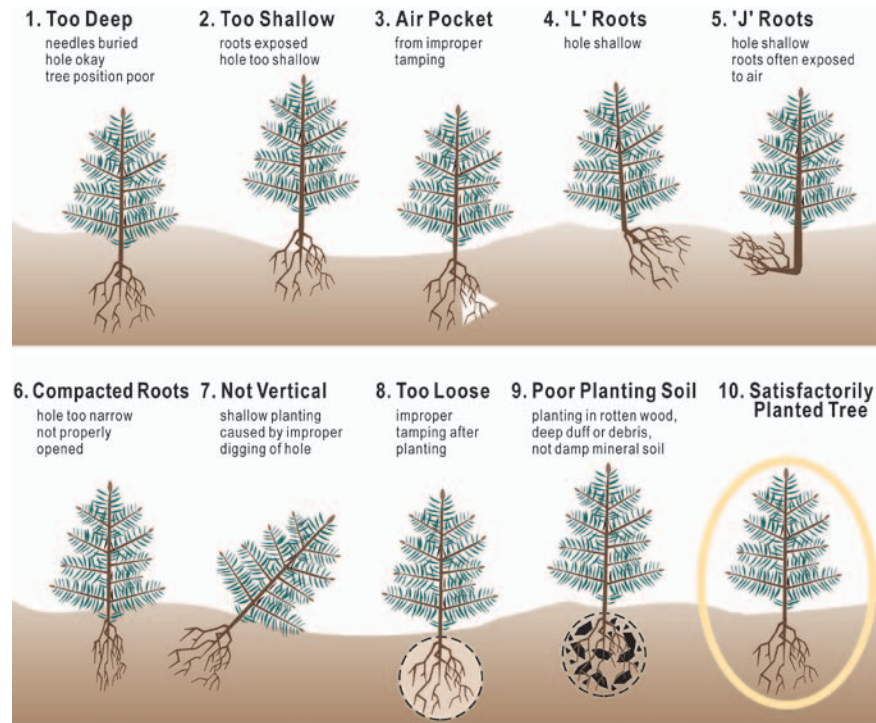 1. Too Deep
needles buried
hole okay
tree position poor
2. Too Shallow
roots exposed
hole too shallow
3. Air Pocket
from improper
tamping
4. 'L' Roots
hole shallow
5. 'J' Roots
hole shallow
roots often exposed
to air
6. Compacted Roots
hole too narrow
not properly
opened
7. Not Vertical
shallow planting
caused by improper
digging of hole
8. Too Loose
improper
tamping after
planting
9. Poor Planting Soil
planting in rotten wood,
deep duff or debris,
not damp mineral soil
10. Satisfactorily
Planted Tree